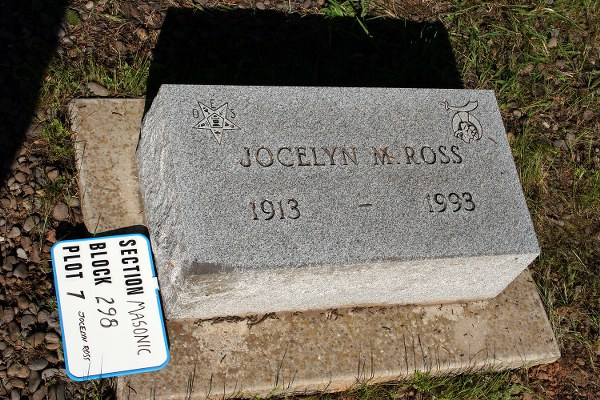 O E S
JOCELYN M ROSS
1913 – 1993
SECTION MASONIC
BLOCK 298
PLOT 7 JOCELYN ROSS